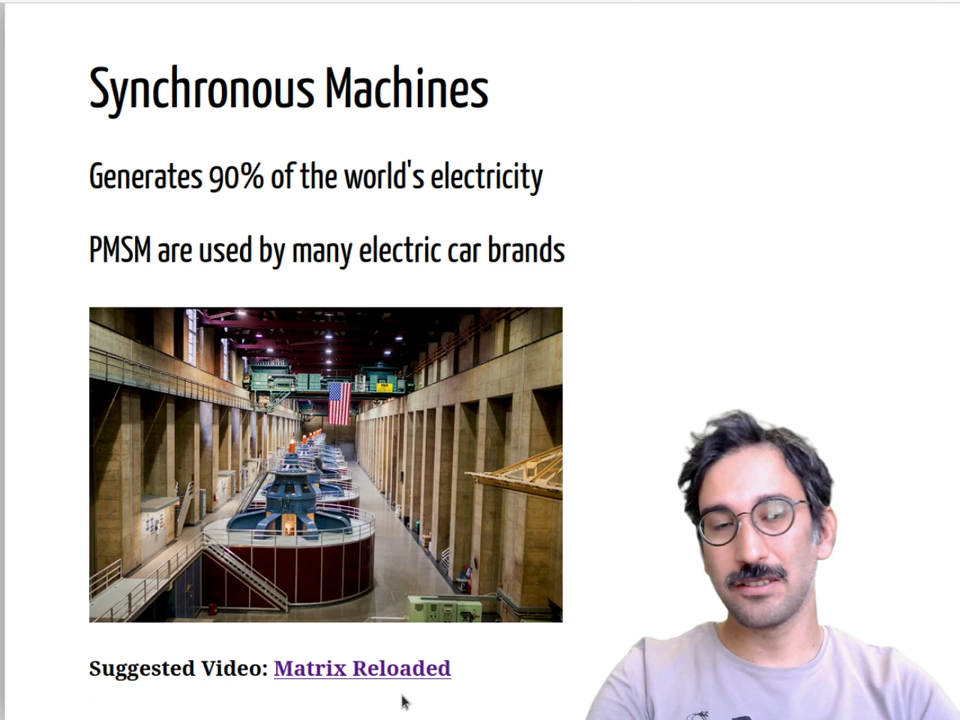 Synchronous Machines
Generates 90% of the world's electricity
PMSM are used by many electric car brands
Suggested Video: Matrix Reloaded